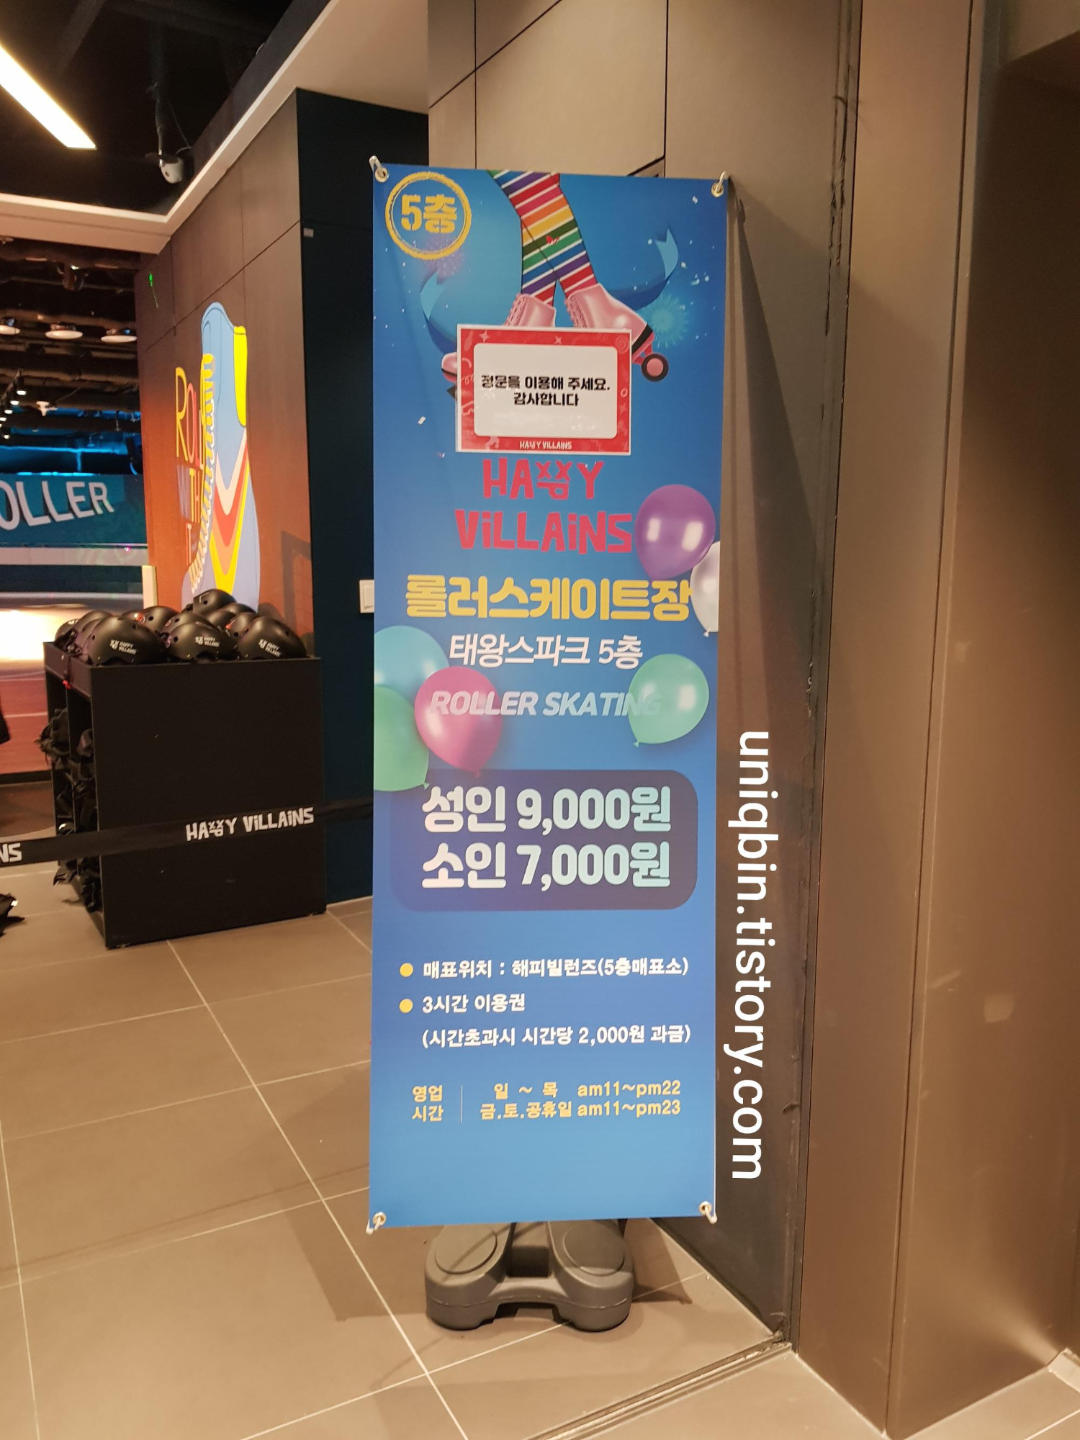 5층
정문을 이용해 주세요.
감사합니다
HAPPY VILLAINS
HAPPY
ViLLAiNS
롤러스케이트장
태왕스파크 5층
ROLLER SKATING
성인 9,000원
소인 7,000원
매표위치 : 해피빌런즈(5층매표소)
3시간 이용권
(시간초과시 시간당 2,000원 과금)
영업 시간
일 ~ 목 am11~pm22
금.토.공휴일 am11~pm23
OLLER
HAPPY ViLLAiNS
NS
uniqbin.tistory.com